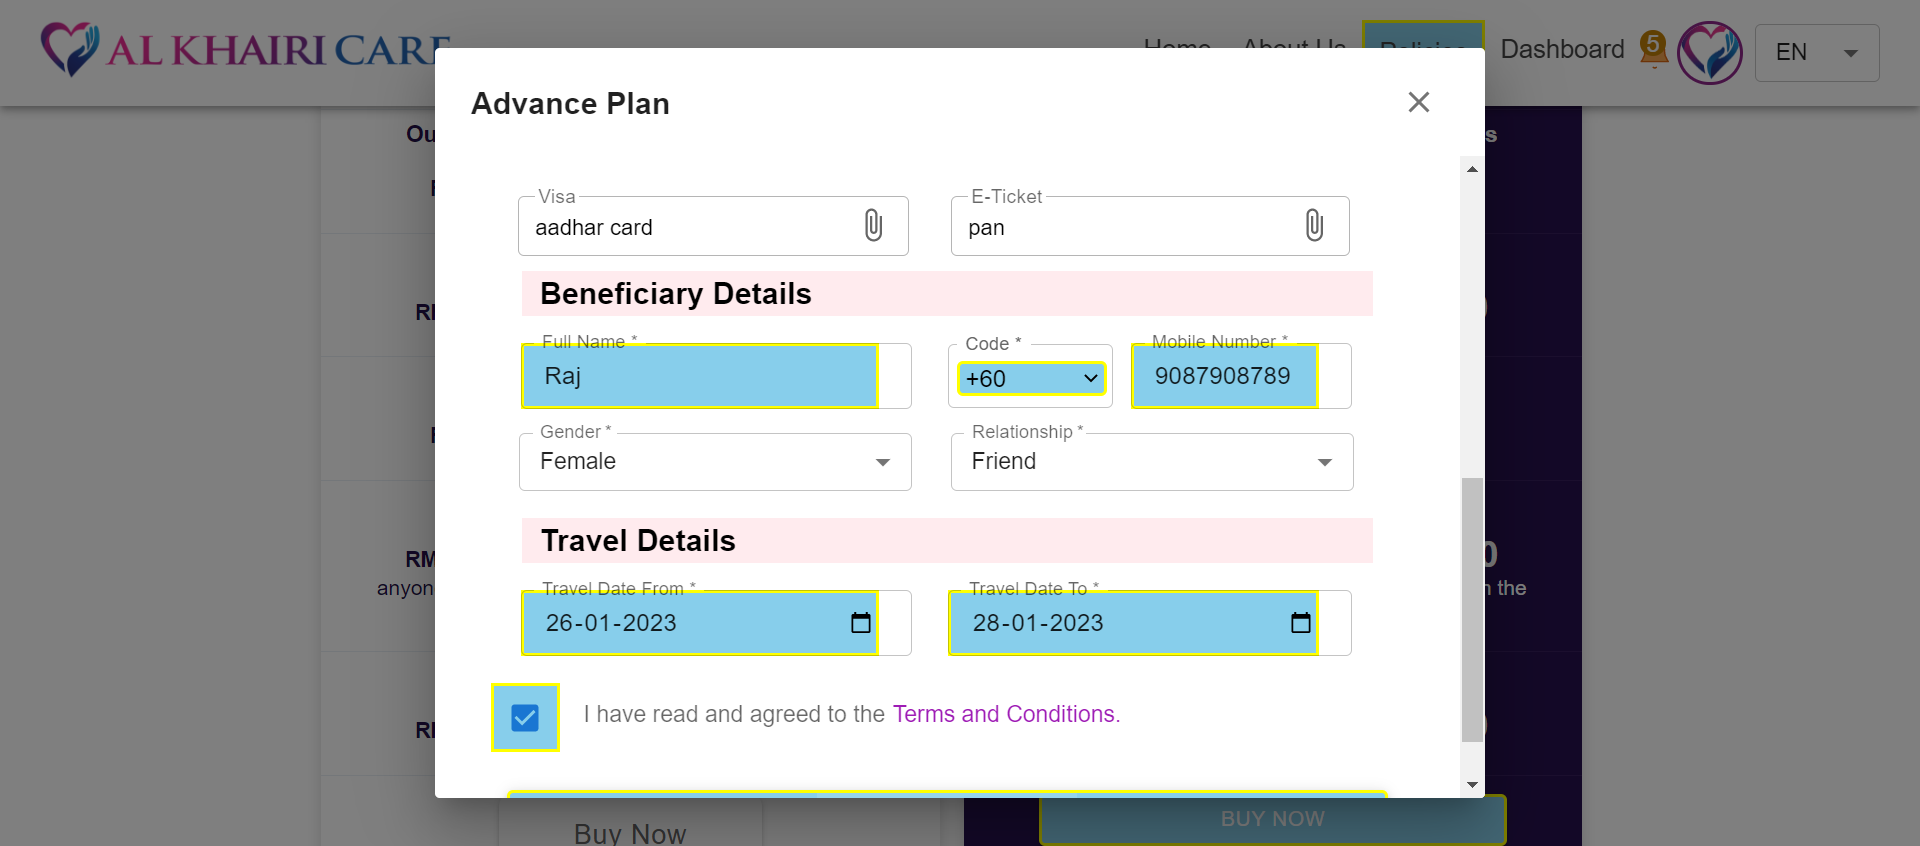 AL KHAIRI CARE
Home About Us Policies Dashboard 5 EN
Advance Plan
Ou
s
Visa
aadhar card
E-Ticket
pan
Beneficiary Details
RM
Full Name *
Raj
Code *
+60
Mobile Number *
9087908789
Gender *
Female
Relationship *
Friend
Travel Details
RM
anyon
0
n the
Travel Date From *
26-01-2023
Travel Date To *
28-01-2023
I have read and agreed to the Terms and Conditions.
Buy Now
BUY NOW